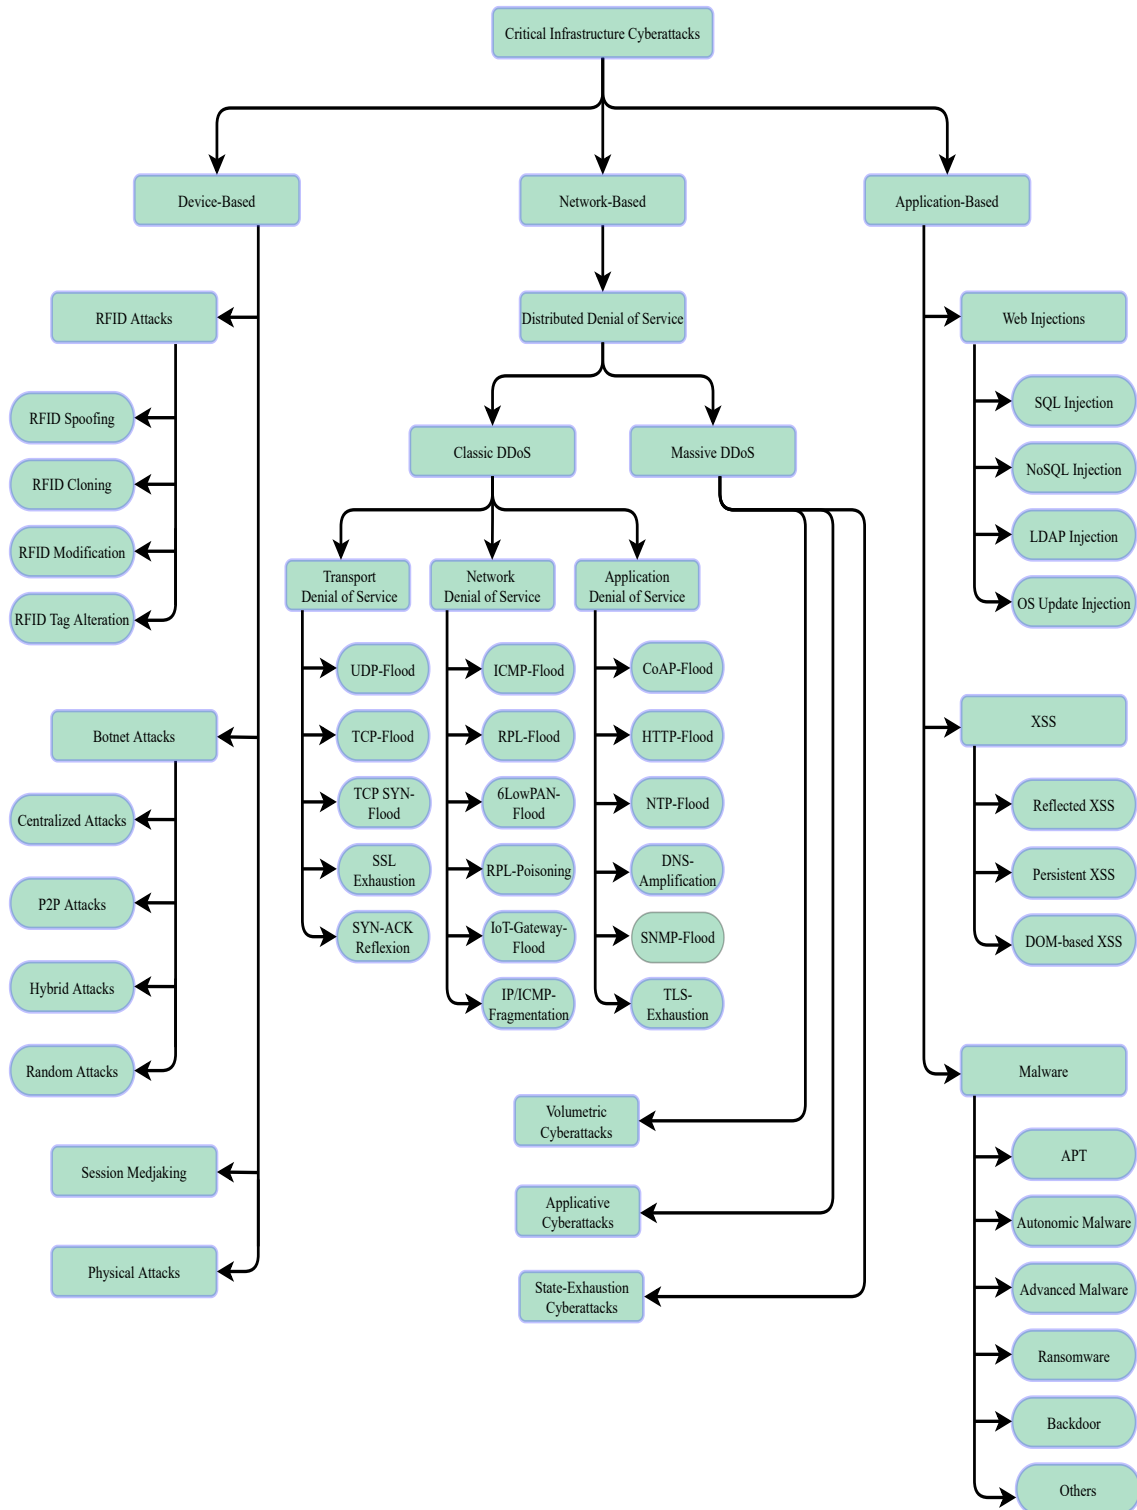 Critical Infrastructure Cyberattacks
Device-Based
Network-Based
Application-Based
RFID Attacks
RFID Spoofing
RFID Cloning
RFID Modification
RFID Tag Alteration
Botnet Attacks
Centralized Attacks
P2P Attacks
Hybrid Attacks
Random Attacks
Session Medjaking
Physical Attacks
Distributed Denial of Service
Classic DDoS
Massive DDoS
Transport
Denial of Service
UDP-Flood
TCP-Flood
TCP SYN-
Flood
SSL
Exhaustion
SYN-ACK
Reflexion
Network
Denial of Service
ICMP-Flood
RPL-Flood
6LowPAN-
Flood
RPL-Poisoning
IoT-Gateway-
Flood
IP/ICMP-
Fragmentation
Application
Denial of Service
CoAP-Flood
HTTP-Flood
NTP-Flood
DNS-
Amplification
SNMP-Flood
TLS-
Exhaustion
Volumetric
Cyberattacks
Applicative
Cyberattacks
State-Exhaustion
Cyberattacks
Web Injections
SQL Injection
NoSQL Injection
LDAP Injection
OS Update Injection
XSS
Reflected XSS
Persistent XSS
DOM-based XSS
Malware
APT
Autonomic Malware
Advanced Malware
Ransomware
Backdoor
Others